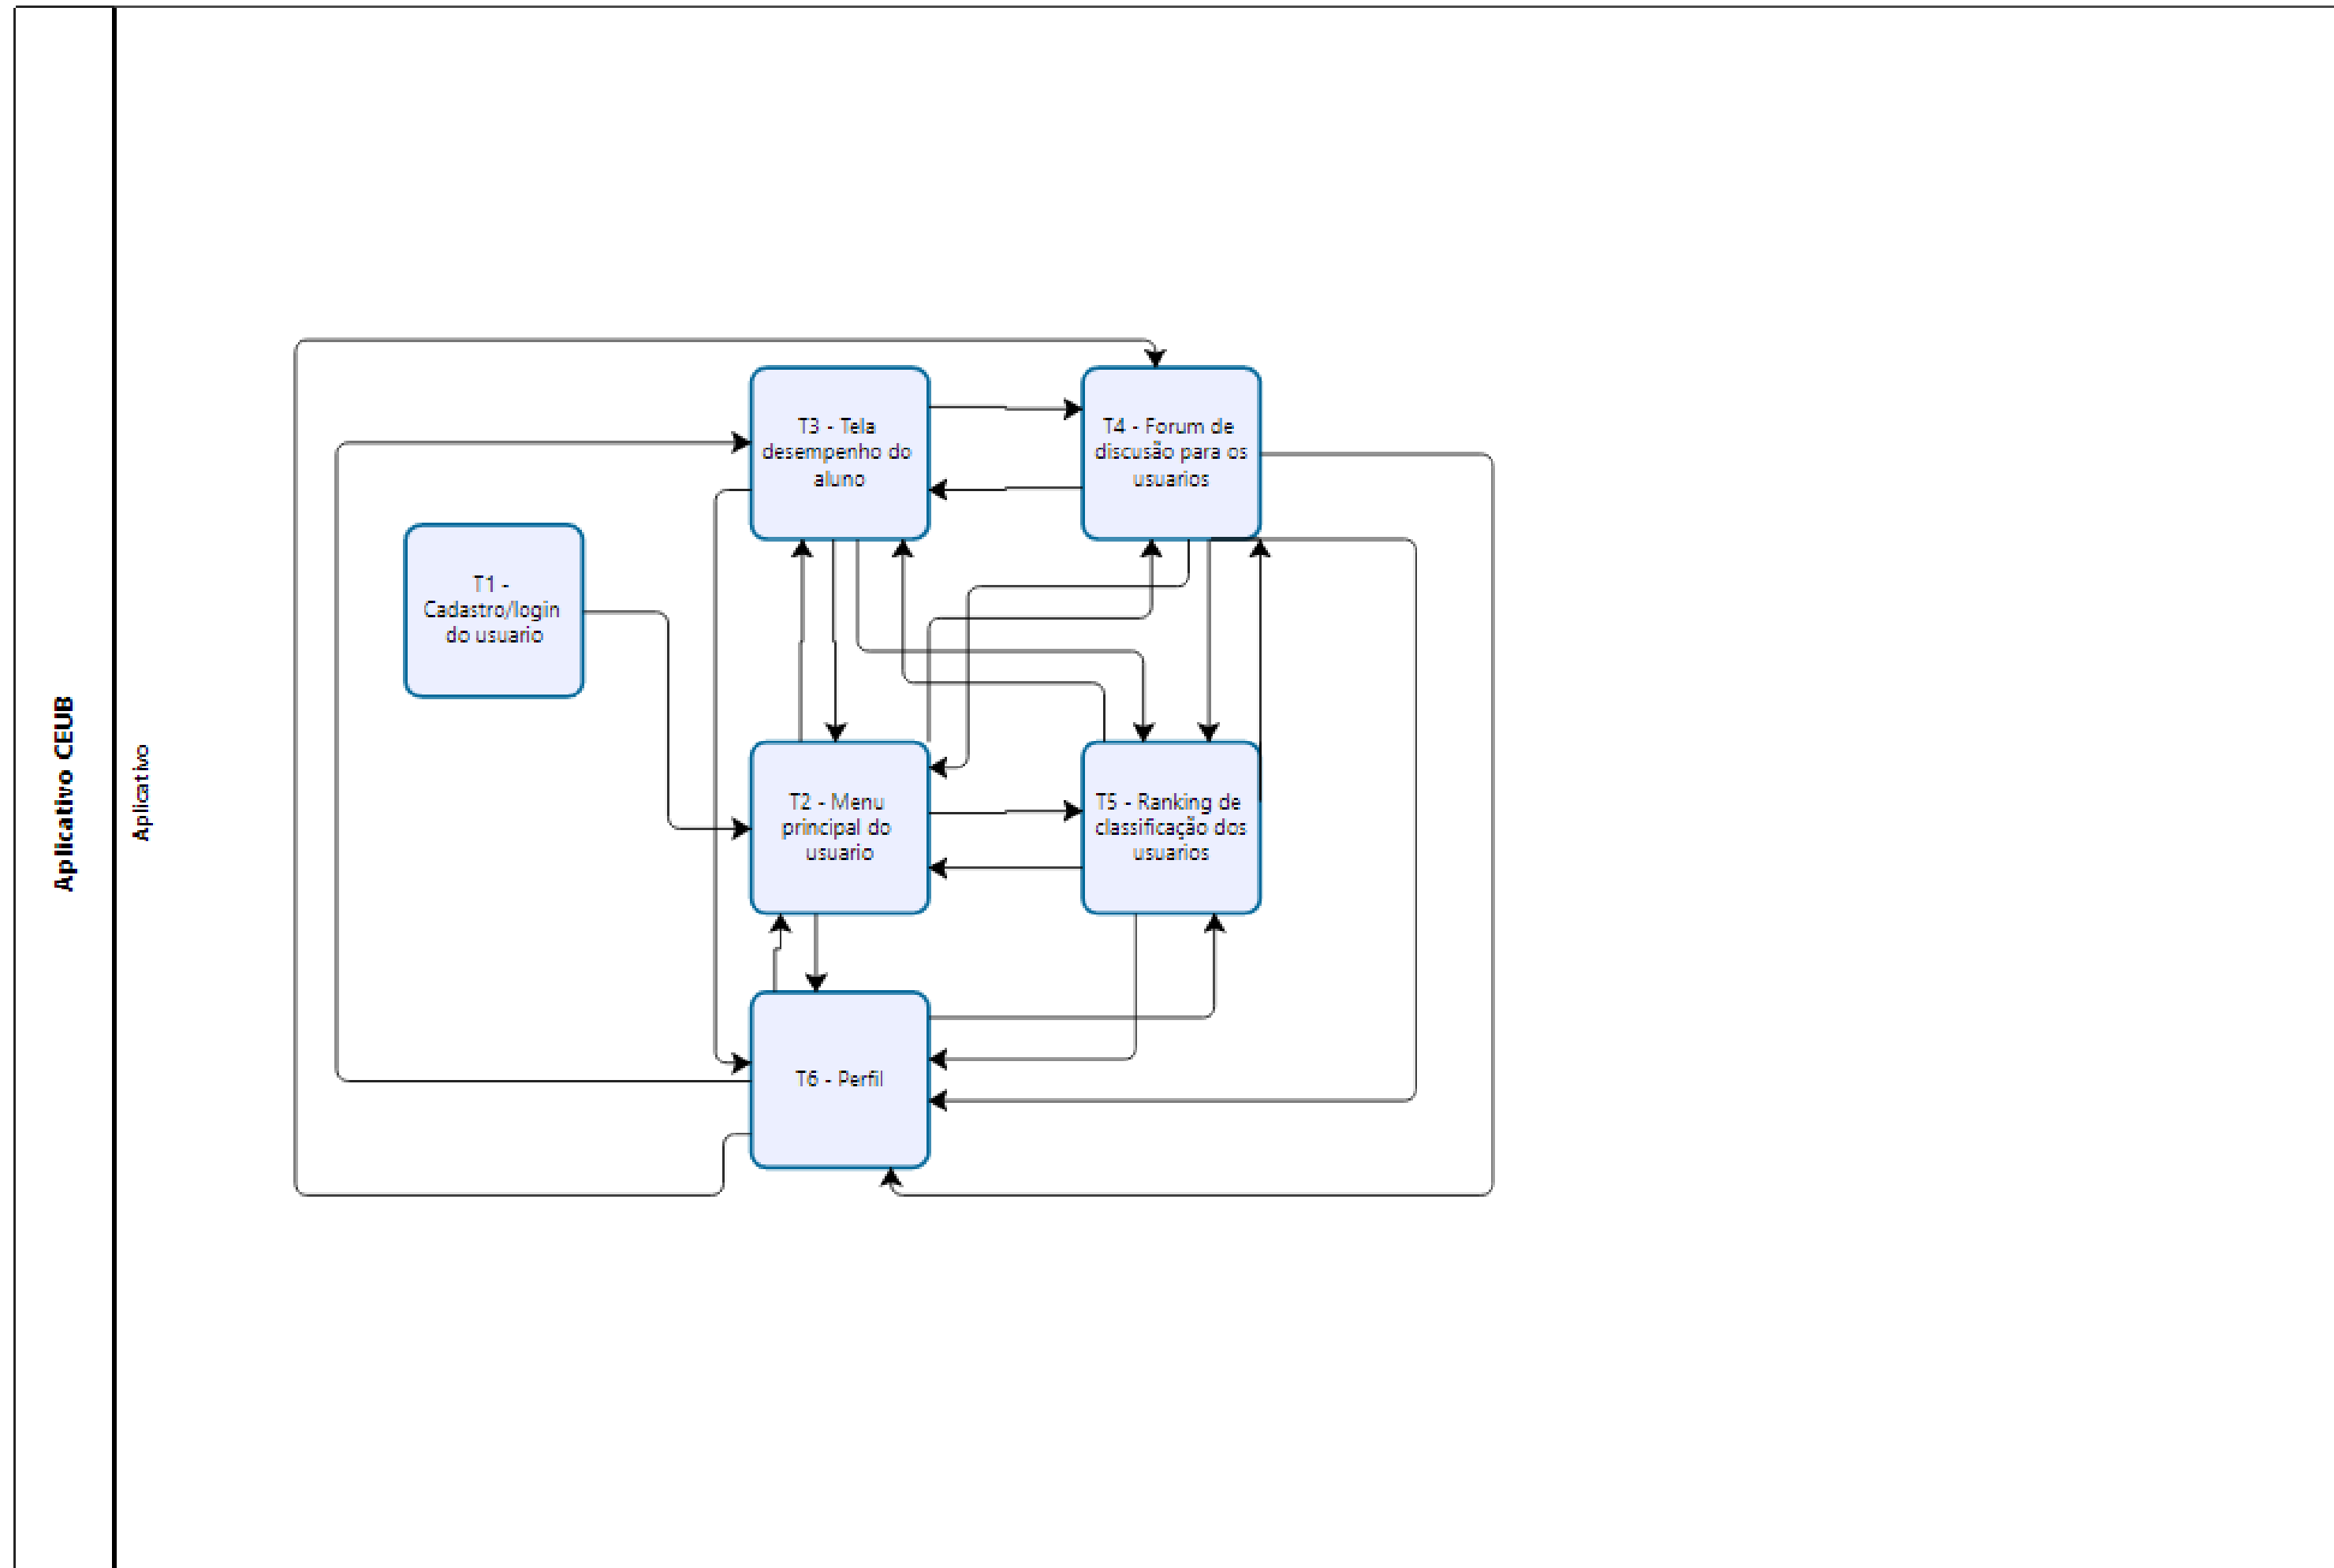 Aplicativo CEUB
Aplicativo
T3 - Tela
desempenho do
aluno
T4 - Forum de
discusão para os
usuarios
T1 -
Cadastro/login
do usuario
T2 - Menu
principal do
usuario
T5 - Ranking de
classificação dos
usuarios
T6 - Perfil